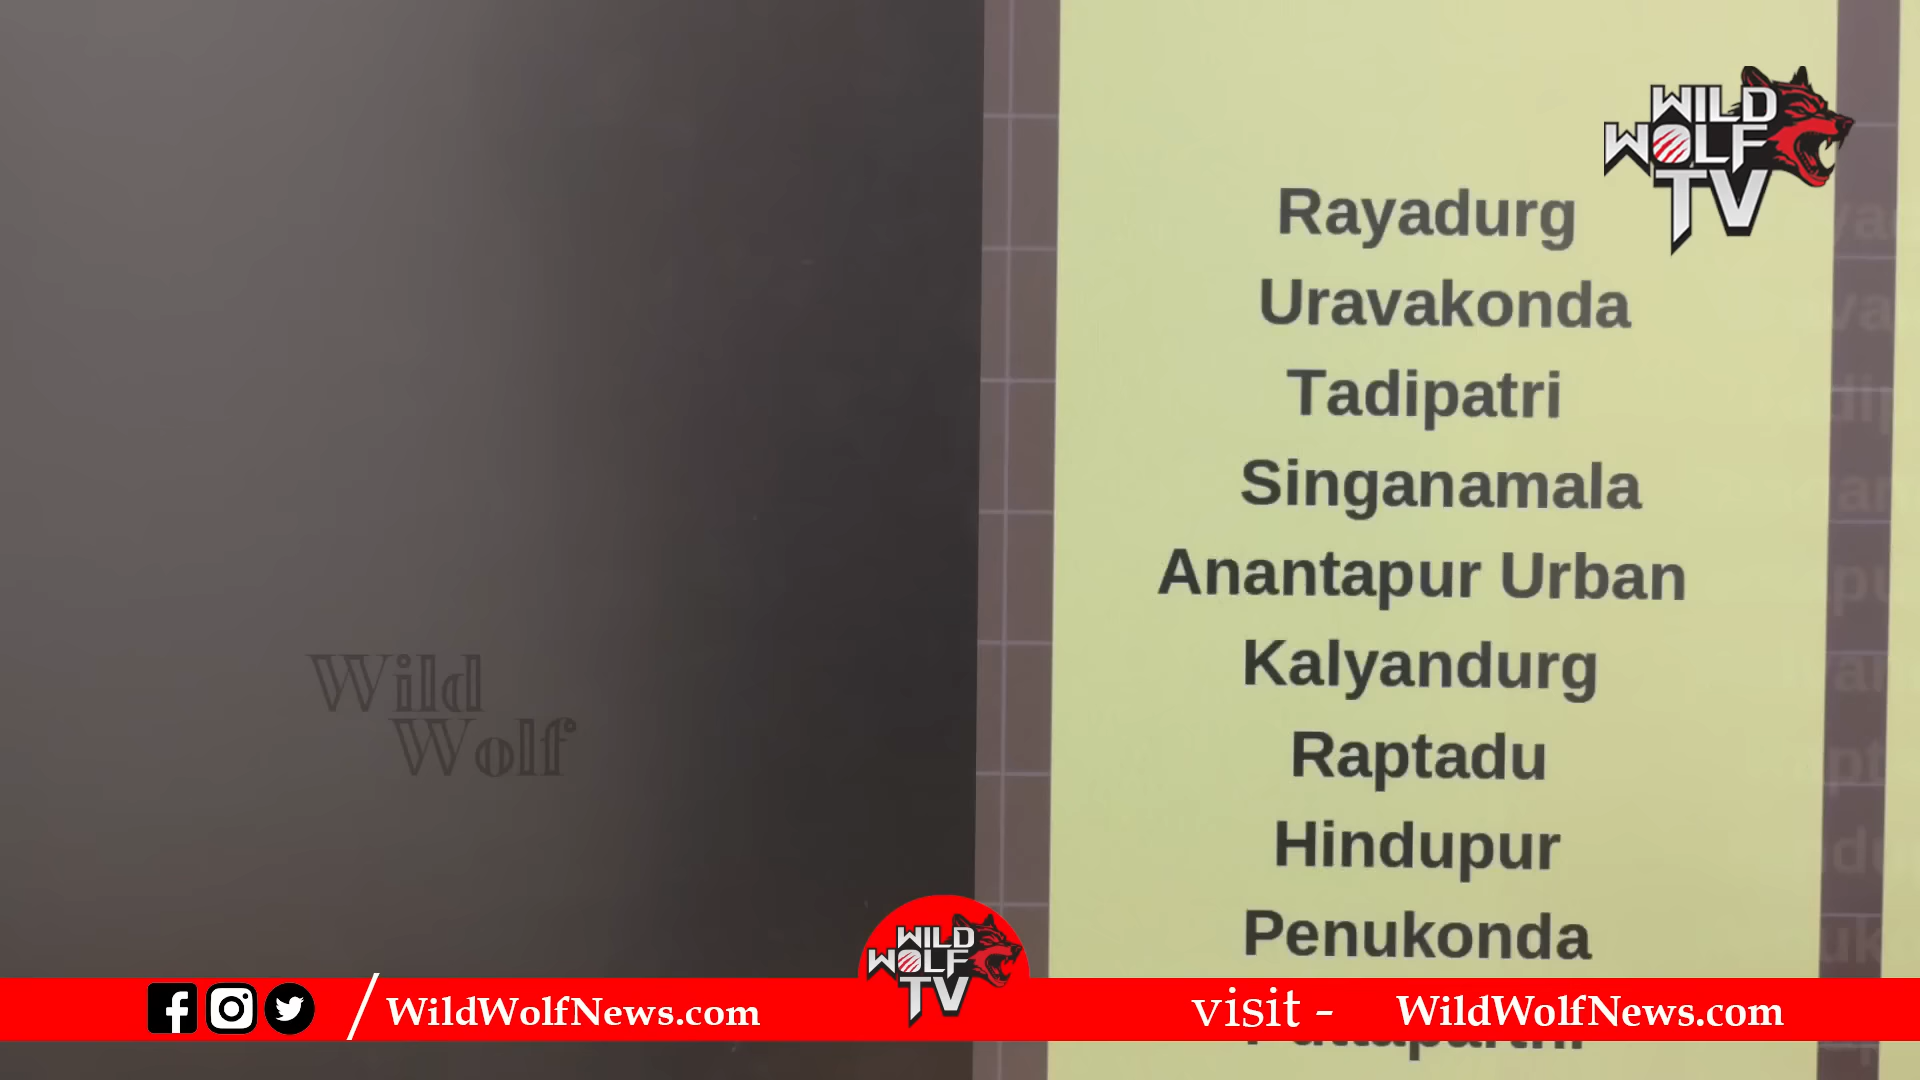 WILD
WOLF
TV
Rayadurg
Uravakonda
Tadipatri
Singanamala
Anantapur Urban
Kalyandurg
Raptadu
Hindupur
Penukonda
Wild
Wolf
WILD
WOLF
TV
WildWolfNews.com
visit - WildWolfNews.com